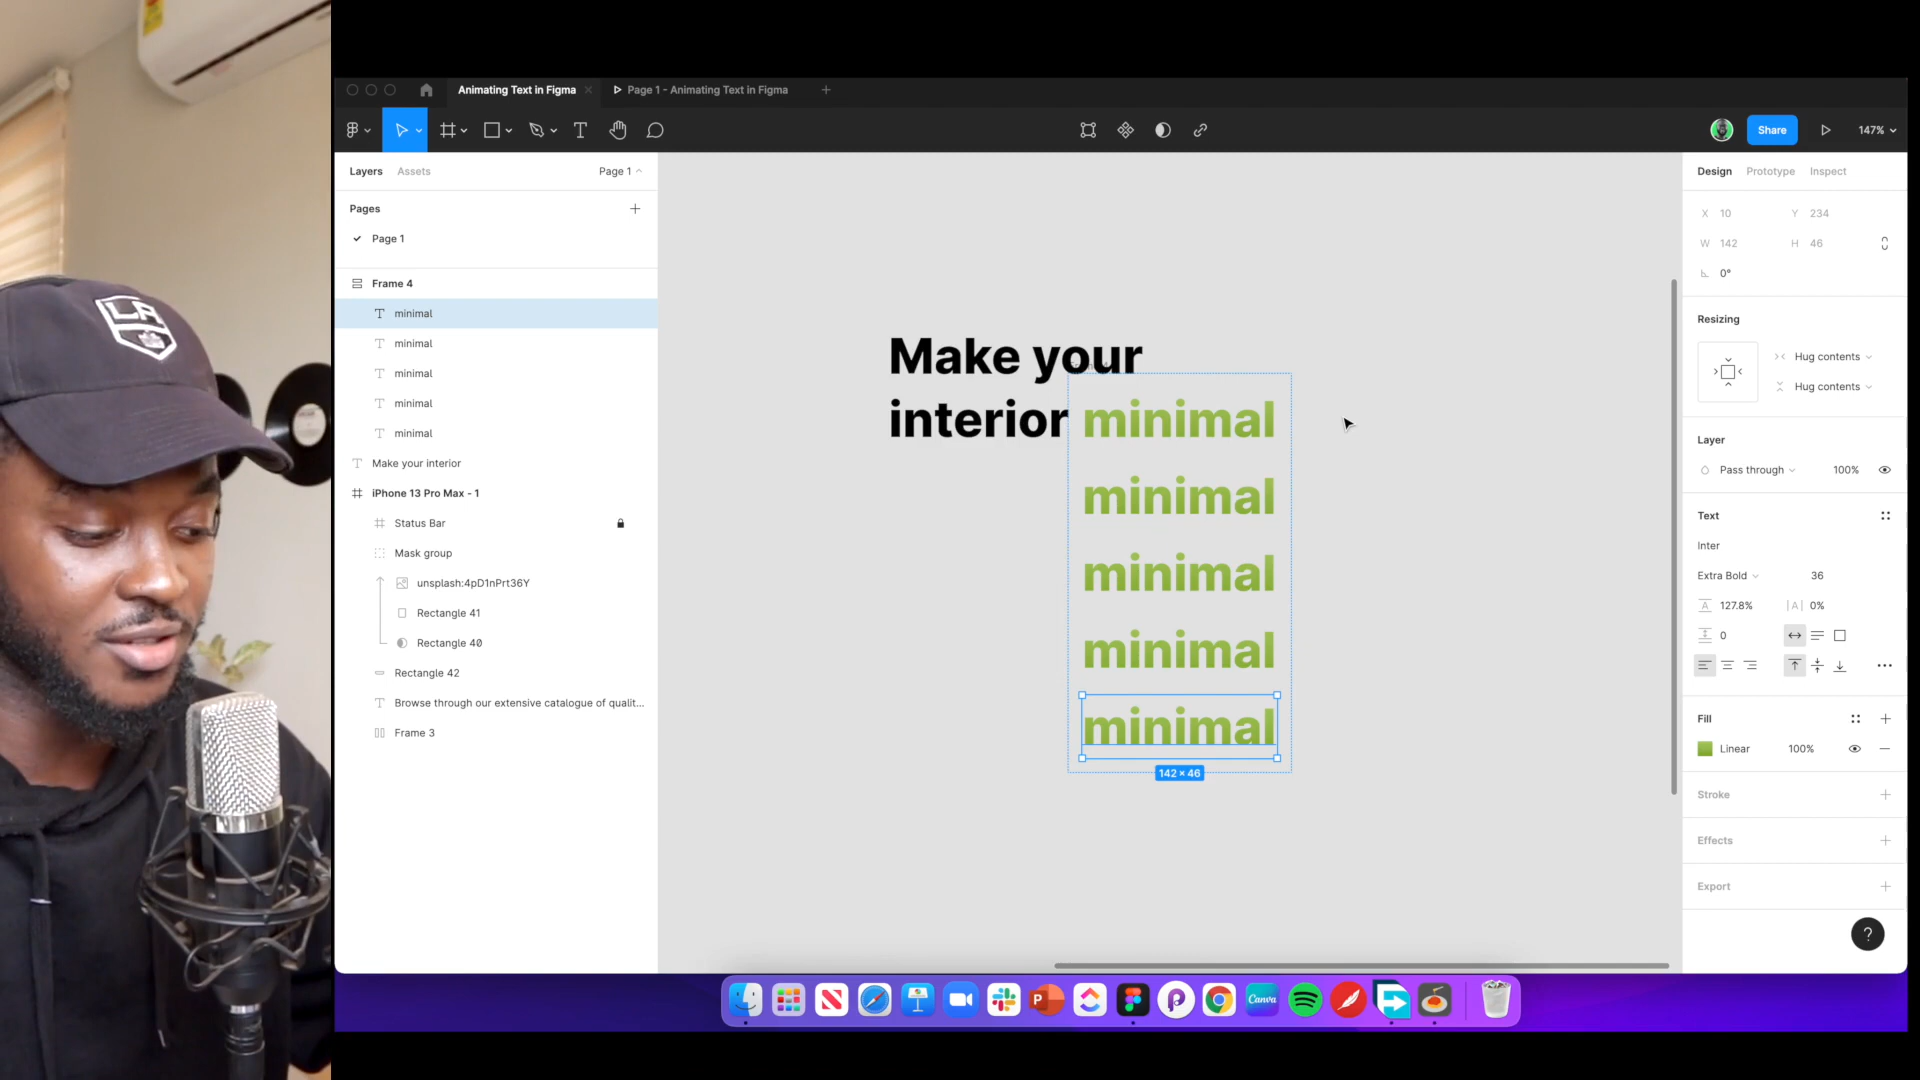 LA
Animating Text in Figma
Page 1 - Animating Text in Figma
Share
147%
Layers
Assets
Page 1
Pages
Page 1
Frame 4
minimal
minimal
minimal
minimal
minimal
Make your interior
iPhone 13 Pro Max - 1
Status Bar
Mask group
unsplash:4pD1nPrt36Y
Rectangle 41
Rectangle 40
Rectangle 42
Browse through our extensive catalogue of qualit...
Frame 3
Make your
interior minimal
minimal
minimal
minimal
minimal
142 × 46
Design
Prototype
Inspect
X 10
Y 234
W 142
H 46
0°
Resizing
Hug contents
Hug contents
Layer
Pass through
100%
Text
Inter
Extra Bold
36
127.8%
|A| 0%
0
Fill
Linear
100%
Stroke
Effects
Export
?
Canva